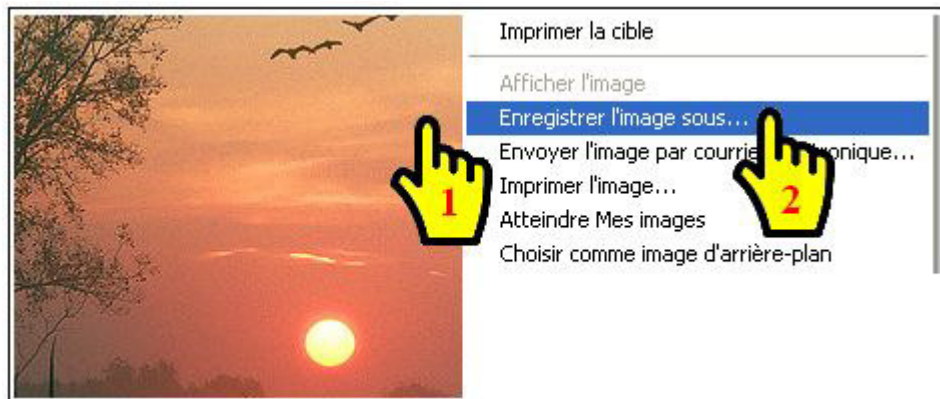 Imprimer la cible
Afficher l'image
Enregistrer l'image sous...
Envoyer l'image par courrie ronique...
Imprimer l'image...
Atteindre Mes images
Choisir comme image d'arrière-plan
1
2